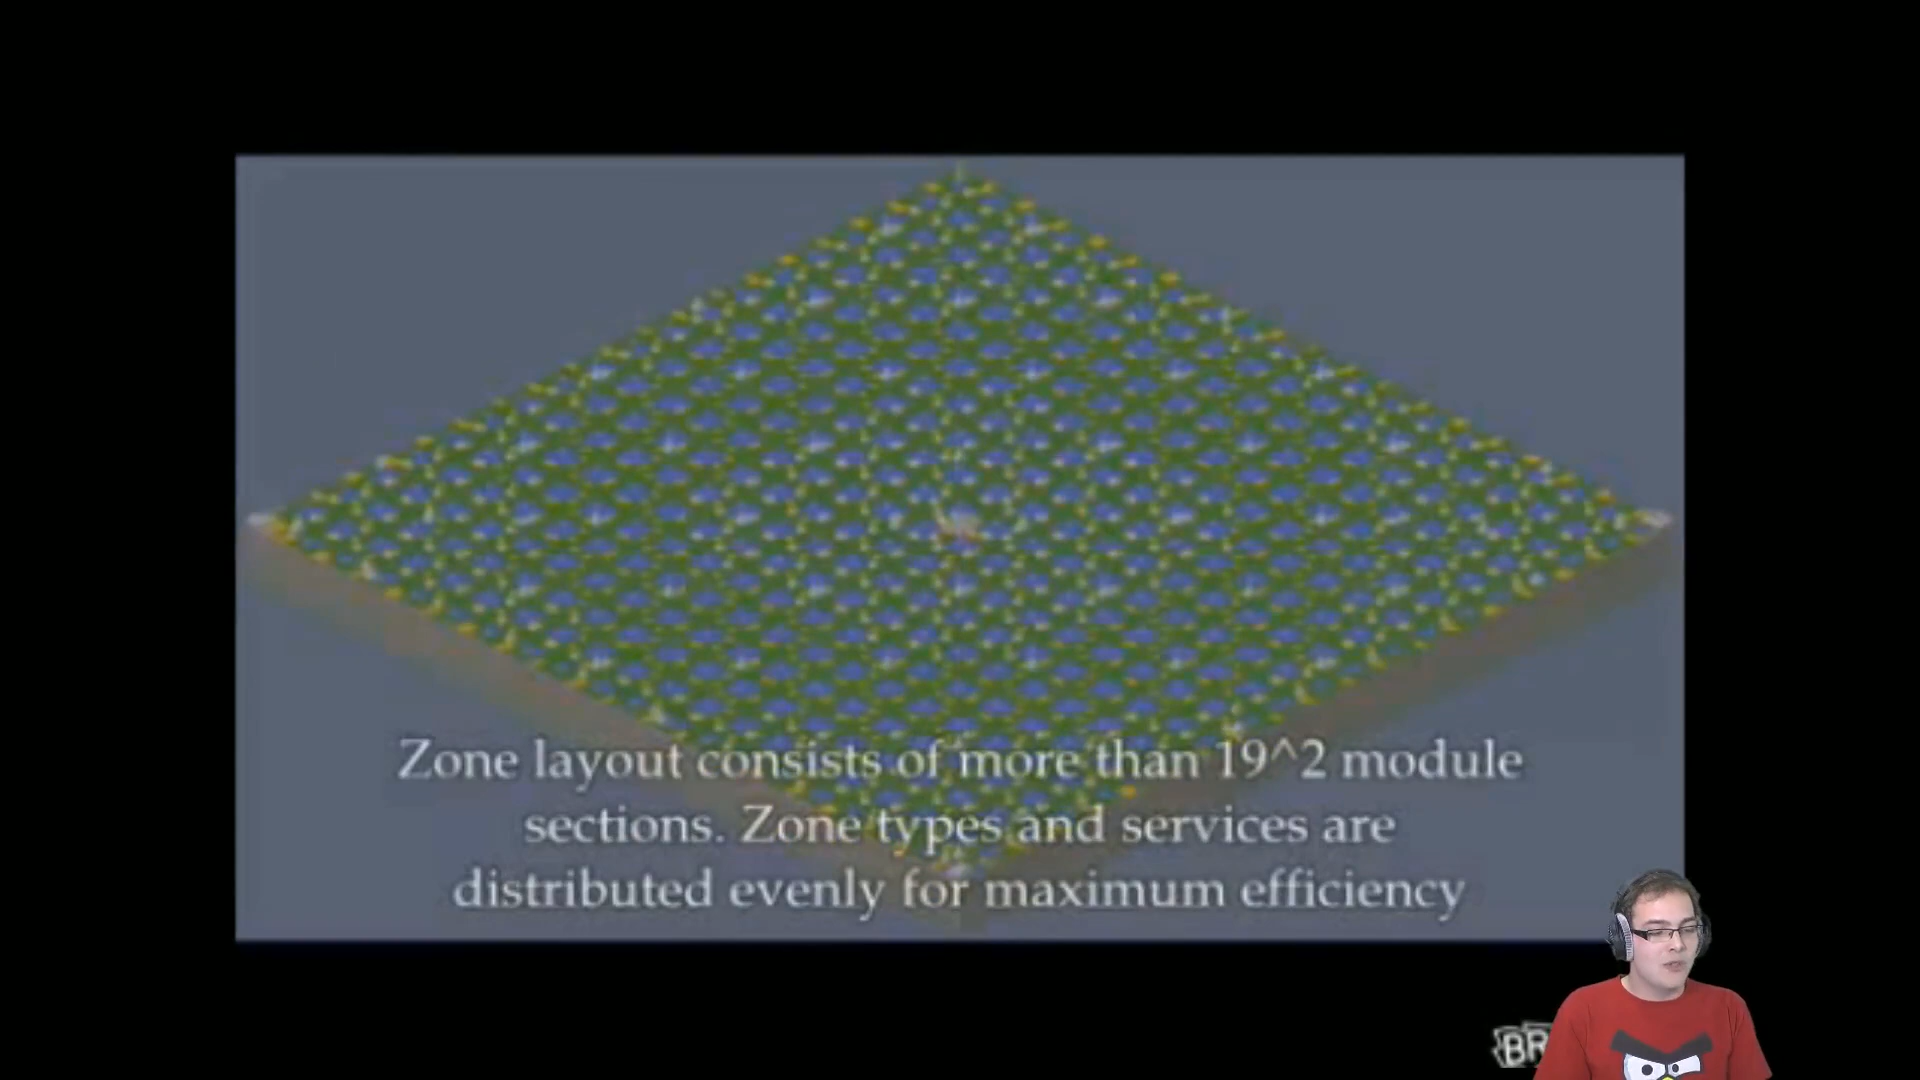 Zone layout consists of more than 19^2 module
sections. Zone types and services are
distributed evenly for maximum efficiency
BR